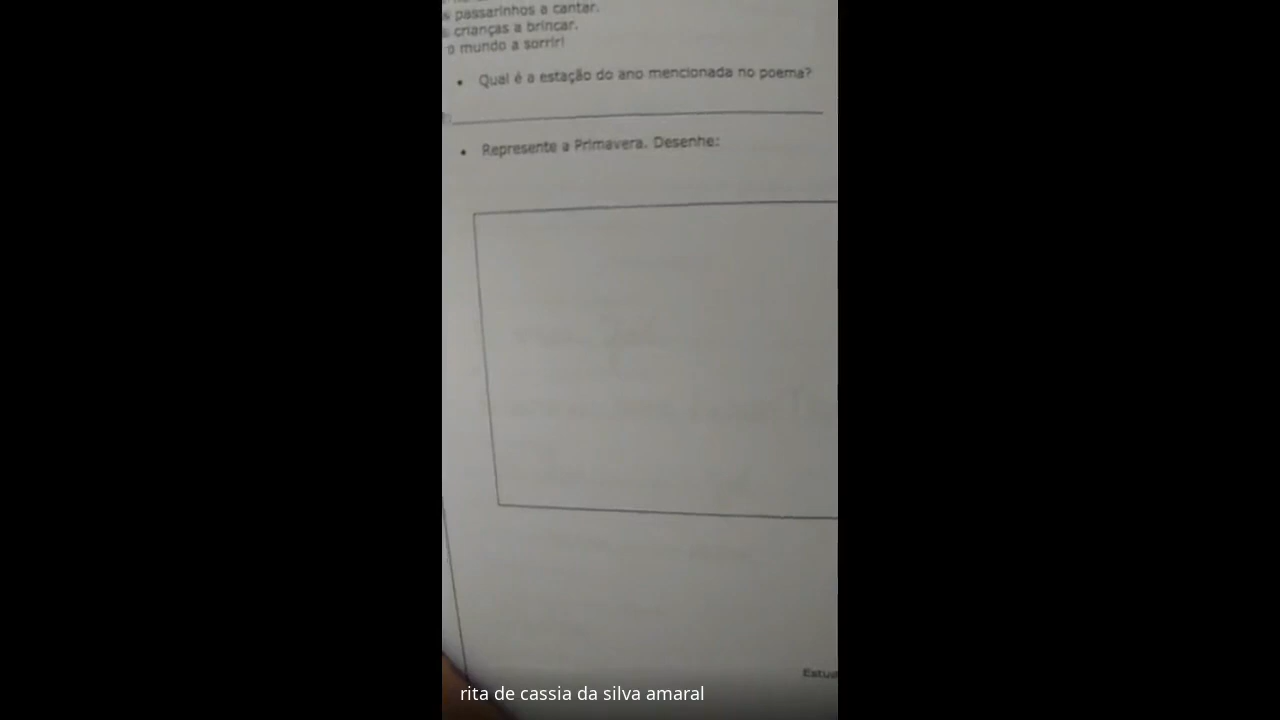 passarinhos a cantar.
crianças a brincar.
o mundo a sorrir!
• Qual é a estação do ano mencionada no poema?
• Represente a Primavera. Desenhe:
rita de cassia da silva amaral